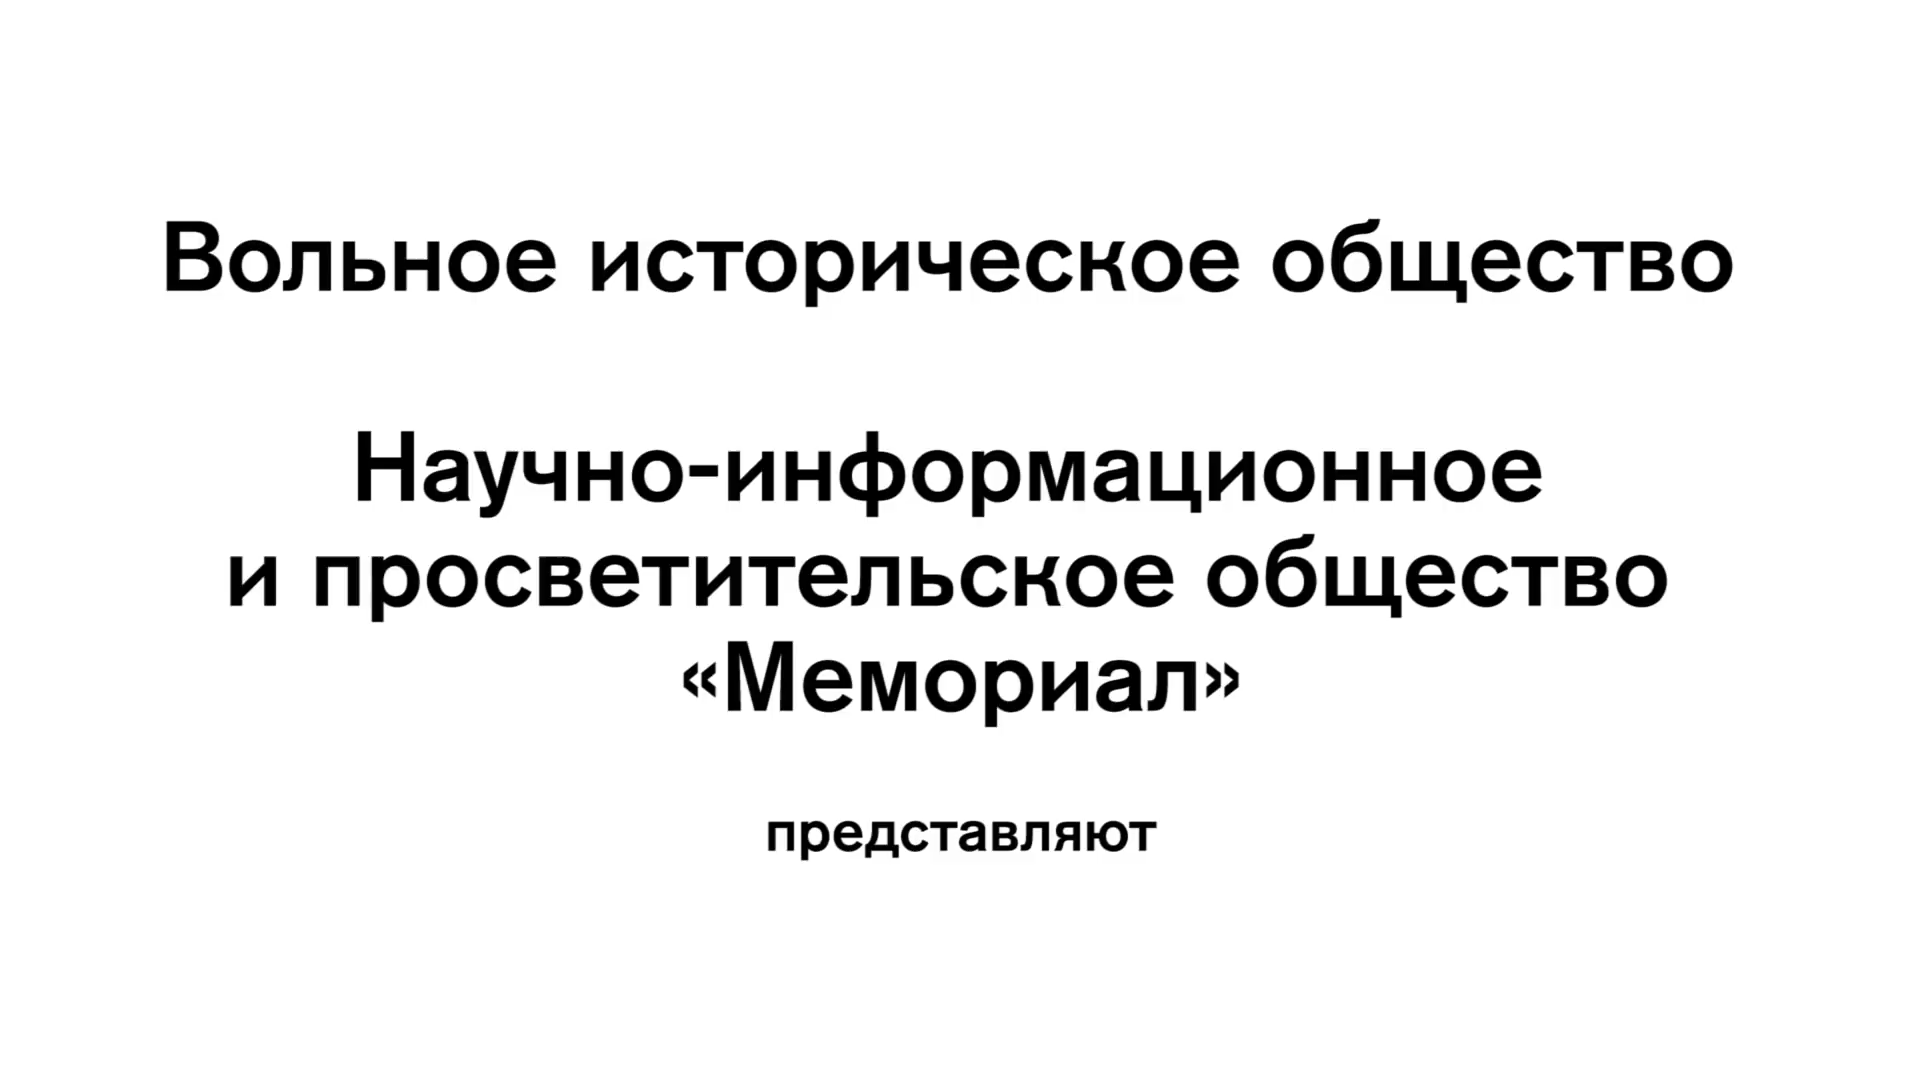 Вольное историческое общество
Научно-информационное
и просветительское общество
«Мемориал»
представляют